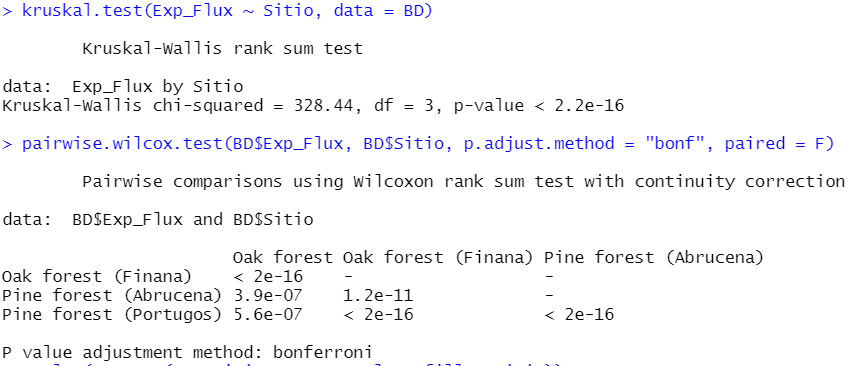 > kruskal.test(Exp_Flux ~ Sitio, data = BD)
Kruskal-Wallis rank sum test
data:  Exp_Flux by Sitio
Kruskal-Wallis chi-squared = 328.44, df = 3, p-value < 2.2e-16
> pairwise.wilcox.test(BD$Exp_Flux, BD$Sitio, p.adjust.method = "bonf", paired = F)
Pairwise comparisons using Wilcoxon rank sum test with continuity correction
data:  BD$Exp_Flux and BD$Sitio
Oak forest Oak forest (Finana) Pine forest (Abrucena)
Oak forest (Finana)     < 2e-16    -                   -
Pine forest (Abrucena)  3.9e-07    1.2e-11             -
Pine forest (Portugos)  5.6e-07    < 2e-16             < 2e-16
P value adjustment method: bonferroni